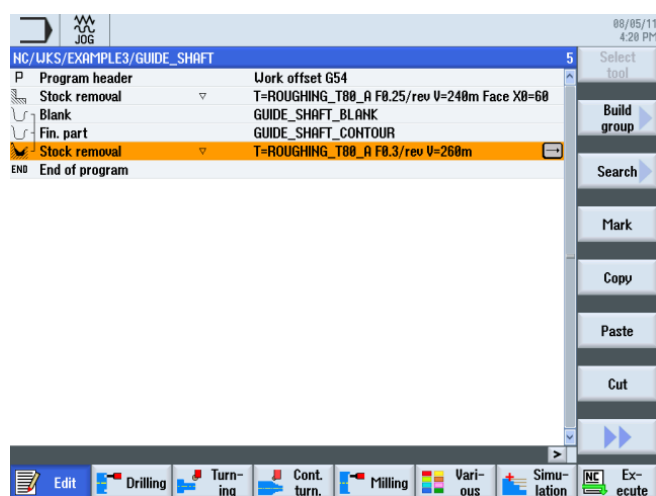 JOG
08/05/11
4:20 PM
NC/WKS/EXAMPLE3/GUIDE_SHAFT 5
P Program header Work offset G54
Stock removal ▽ T=ROUGHING_T80_A F0.25/rev V=240m Face X0=60
Blank GUIDE_SHAFT_BLANK
Fin. part GUIDE_SHAFT_CONTOUR
Stock removal ▽ T=ROUGHING_T80_A F0.3/rev V=260m
END End of program
Select
tool
Build
group
Search
Mark
Copy
Paste
Cut
Edit
Drilling
Turn-
ing
Cont.
turn.
Milling
Vari-
ous
Simu-
lation
NC Ex-
ecute